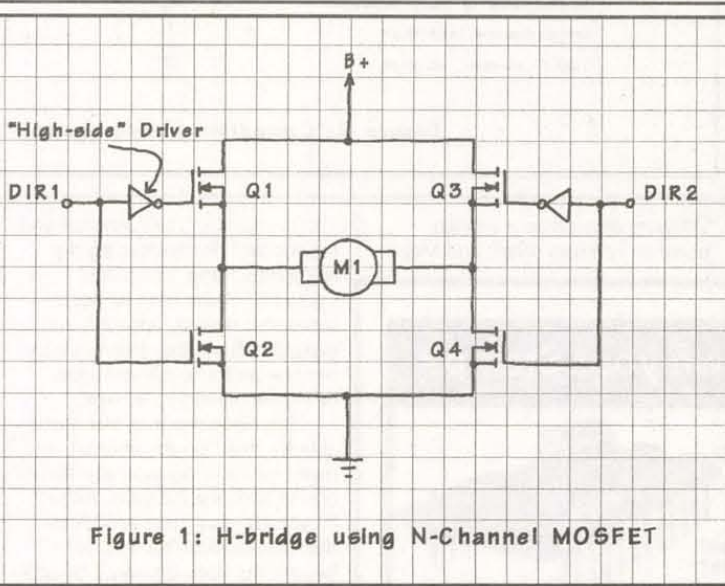 B+
"High-side" Driver
DIR1
Q1
Q3
DIR2
M1
Q2
Q4
Figure 1: H-bridge using N-Channel MOSFET